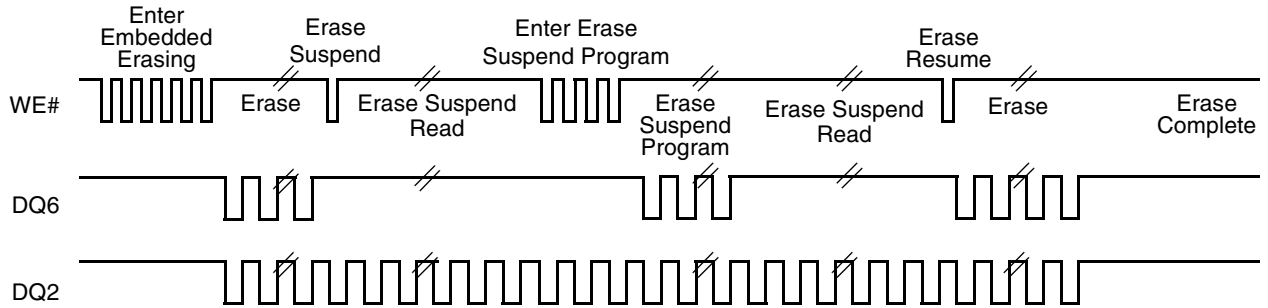 Enter
Embedded
Erasing
Erase
Suspend
Enter Erase
Suspend Program
Erase
Resume
WE#
Erase
Erase Suspend
Read
Erase
Suspend
Program
Erase Suspend
Read
Erase
Erase
Complete
DQ6
DQ2